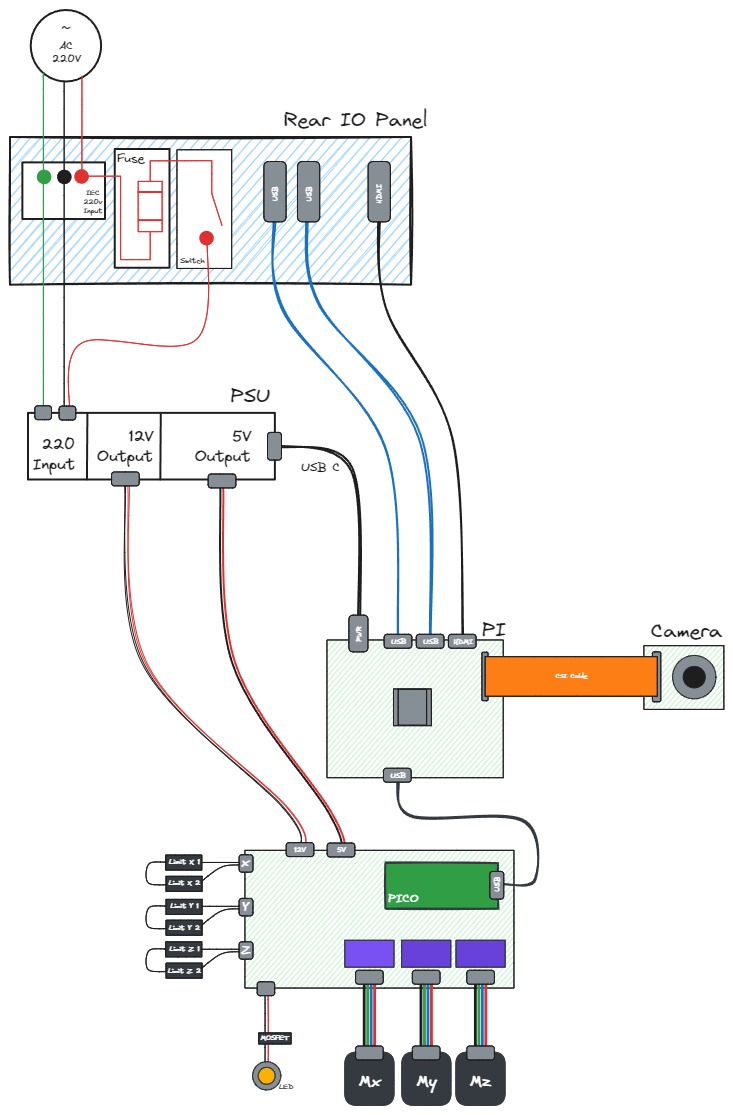 ~
AC
220V
Rear IO Panel
Fuse
IEC
220v
Input
Switch
USB
USB
HDMI
PSU
220
Input
12V
Output
5V
Output
USB C
PWR
USB
USB
HDMI
PI
Camera
CSI Cable
USB
12V
5V
Limit X 1
Limit X 2
X
Limit Y 1
Limit Y 2
Y
Limit Z 1
Limit Z 2
Z
PICO
USB
MOSFET
LED
Mx
My
Mz